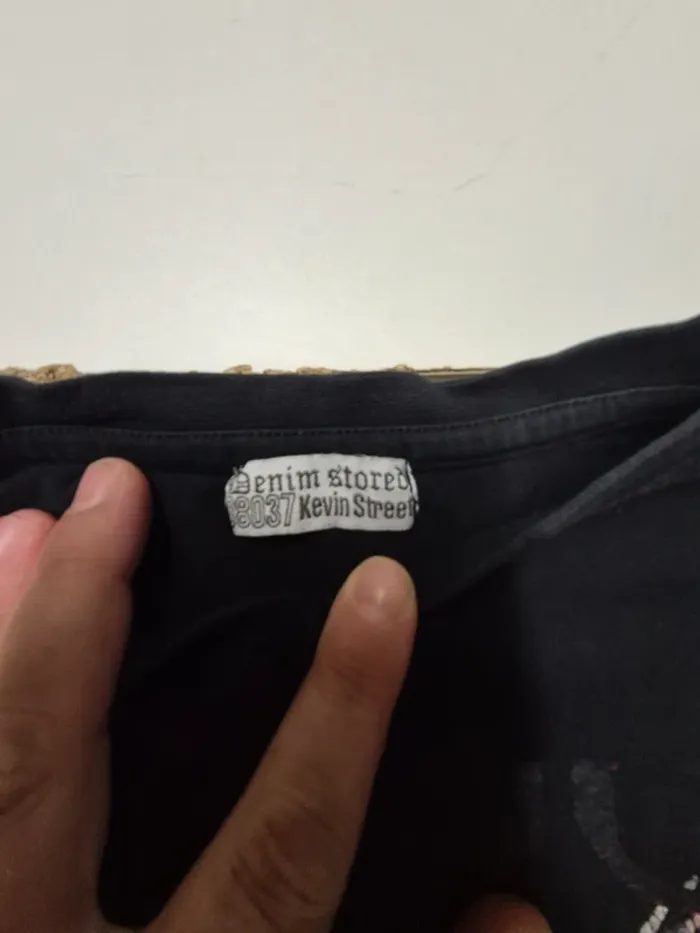 Denim stored
8037 Kevin Street